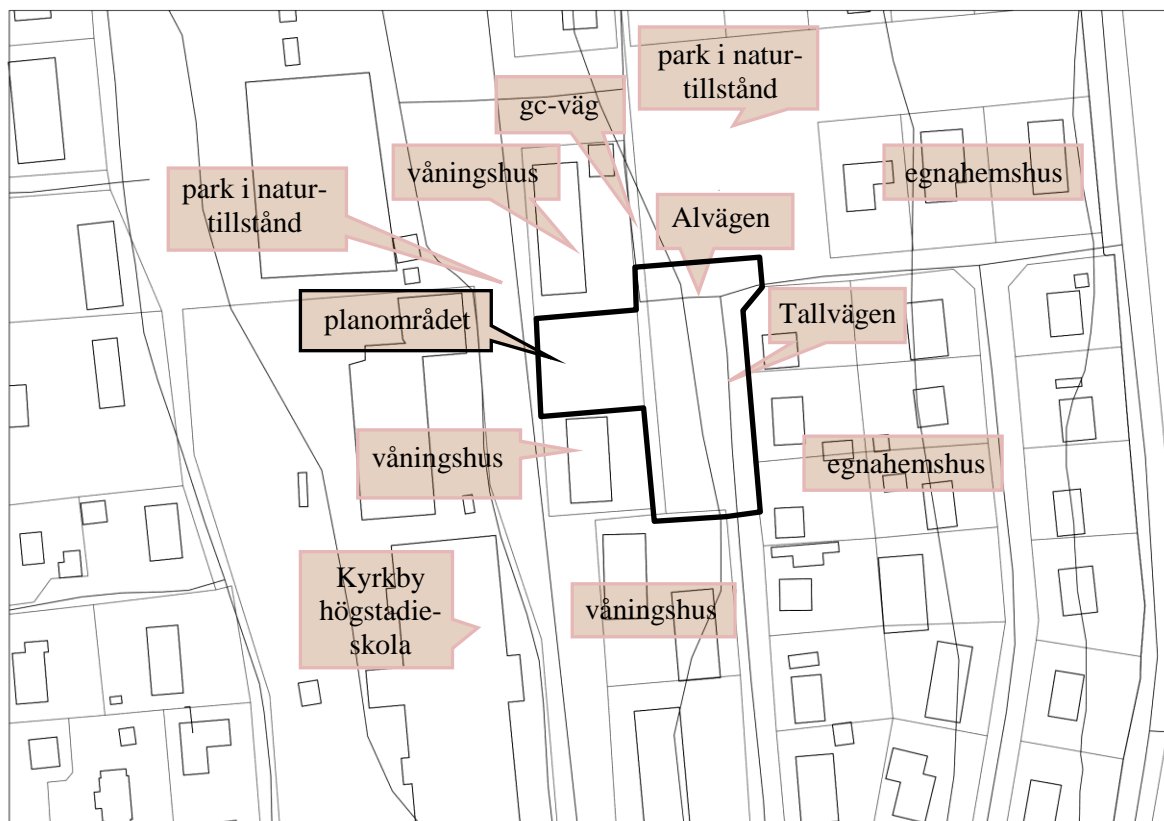 park i natur-
tillstånd
gc-väg
våningshus
egnahemshus
park i natur-
tillstånd
Alvägen
planområdet
Tallvägen
våningshus
egnahemshus
Kyrkby
högstadie-
skola
våningshus